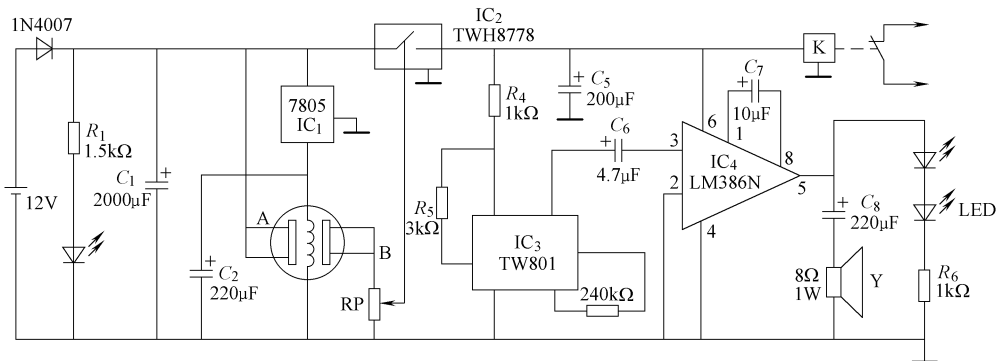 1N4007
IC2
TWH8778
K
7805
IC1
R4
1kΩ
C5
200μF
C7
10μF
R1
1.5kΩ
C1
2000μF
12V
C6
4.7μF
3
6
1
8
IC4
LM386N
2
5
4
A
B
R5
3kΩ
IC3
TW801
C8
220μF
LED
C2
220μF
RP
240kΩ
8Ω
1W
Y
R6
1kΩ